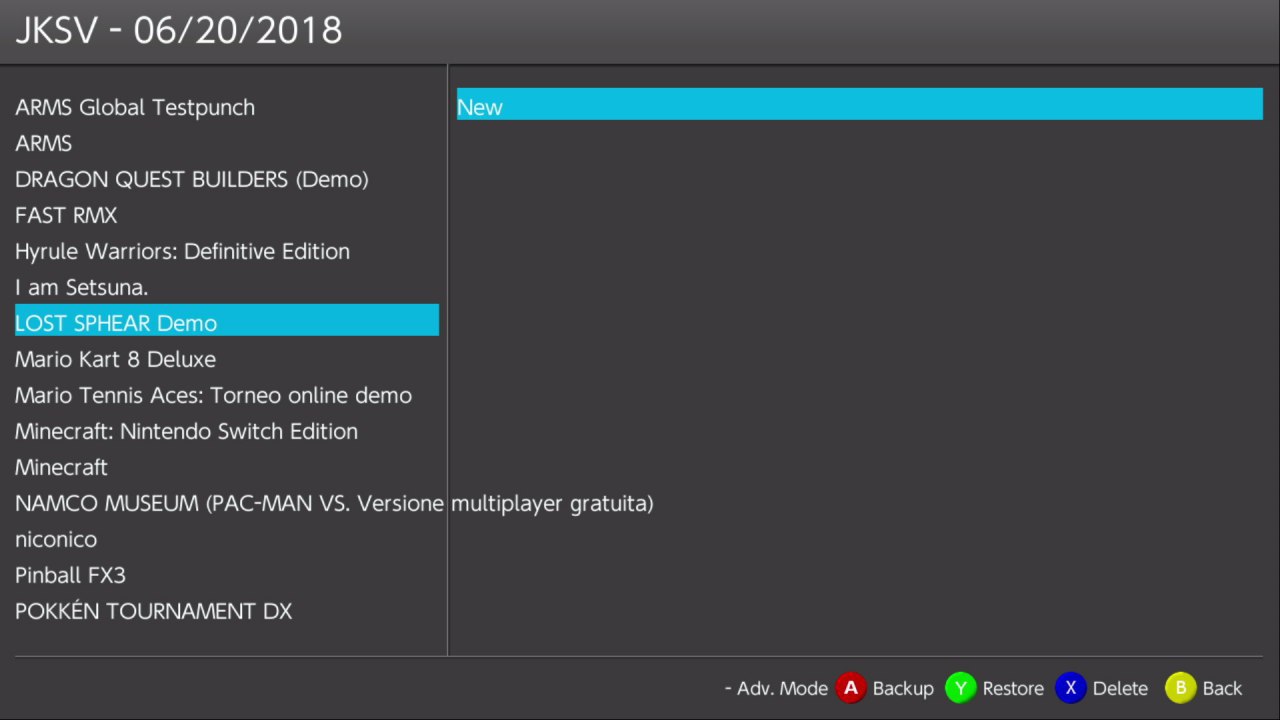 JKSV - 06/20/2018
ARMS Global Testpunch
ARMS
DRAGON QUEST BUILDERS (Demo)
FAST RMX
Hyrule Warriors: Definitive Edition
I am Setsuna.
LOST SPHEAR Demo
Mario Kart 8 Deluxe
Mario Tennis Aces: Torneo online demo
Minecraft: Nintendo Switch Edition
Minecraft
NAMCO MUSEUM (PAC-MAN VS. Versione multiplayer gratuita)
niconico
Pinball FX3
POKKÉN TOURNAMENT DX
New
- Adv. Mode A Backup Y Restore X Delete B Back